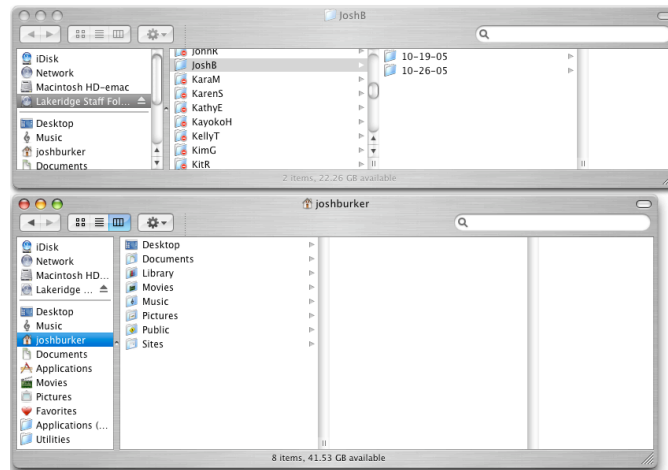 JoshB
iDisk
Network
Macintosh HD-emac
Lakeridge Staff Fol...
Desktop
Music
joshburker
Documents
JohnR
JoshB
KaraM
KarenS
KathyE
KayokoH
KellyT
KimG
KitR
10-19-05
10-26-05
2 items, 22.26 GB available
joshburker
iDisk
Network
Macintosh HD...
Lakeridge ...
Desktop
Music
joshburker
Documents
Applications
Movies
Pictures
Favorites
Applications (...
Utilities
Desktop
Documents
Library
Movies
Music
Pictures
Public
Sites
8 items, 41.53 GB available